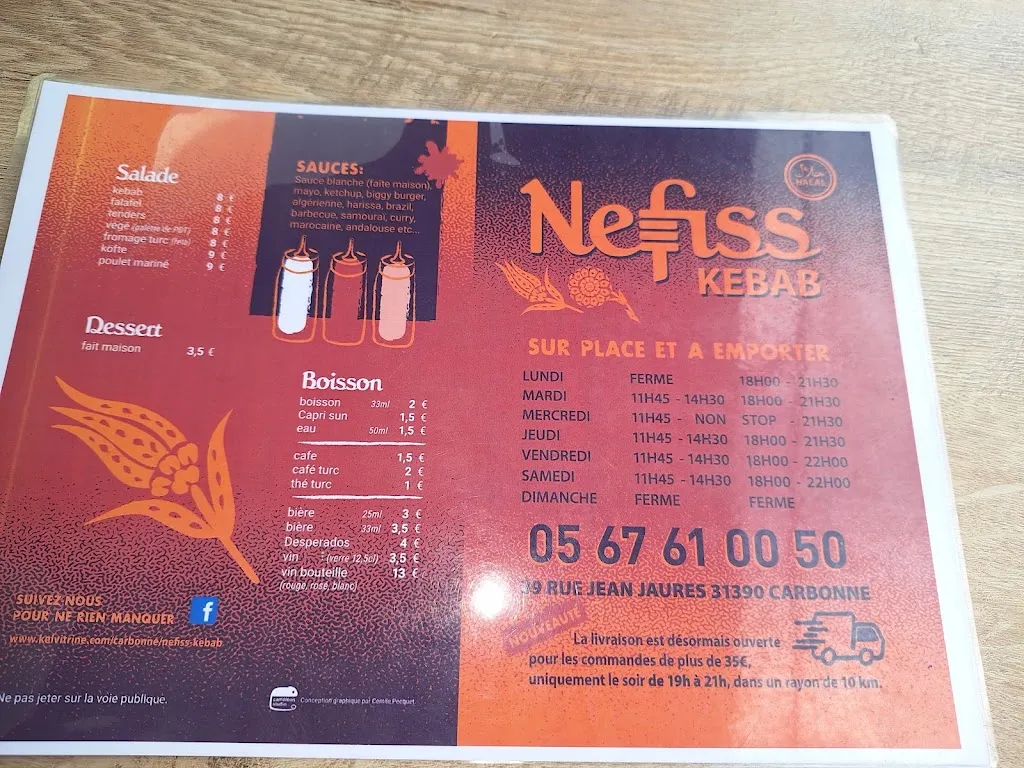 Salade
kebab 8 €
falafel 8 €
tenders 8 €
végé (galette de PDT) 8 €
fromage turc (feta) 8 €
köfte 9 €
poulet mariné 9 €
Dessert
fait maison 3,5 €
SUIVEZ NOUS
POUR NE RIEN MANQUER
f
www.kelvitrine.com/carbonne/nefiss-kebab
Ne pas jeter sur la voie publique.
SAUCES:
Sauce blanche (faite maison),
mayo, ketchup, biggy burger,
algérienne, harissa, brazil,
barbecue, samourai, curry,
marocaine, andalouse etc...
Boisson
boisson 33ml 2 €
Capri sun 1,5 €
eau 50ml 1,5 €
cafe 1,5 €
café turc 2 €
thé turc 1 €
bière 25ml 3 €
bière 33ml 3,5 €
Desperados 4 €
vin (verre 12,5cl) 3,5 €
vin bouteille 13 €
(rouge, rosé, blanc)
Conception graphique par Camille Pecquet
HALAL
Nefiss
KEBAB
SUR PLACE ET A EMPORTER
LUNDI FERME 18H00 - 21H30
MARDI 11H45 - 14H30 18H00 - 21H30
MERCREDI 11H45 - NON STOP - 21H30
JEUDI 11H45 - 14H30 18H00 - 21H30
VENDREDI 11H45 - 14H30 18H00 - 22H00
SAMEDI 11H45 - 14H30 18H00 - 22H00
DIMANCHE FERME FERME
05 67 61 00 50
39 RUE JEAN JAURES 31390 CARBONNE
NOUVEAUTÉ
La livraison est désormais ouverte
pour les commandes de plus de 35€,
uniquement le soir de 19h à 21h, dans un rayon de 10 km.